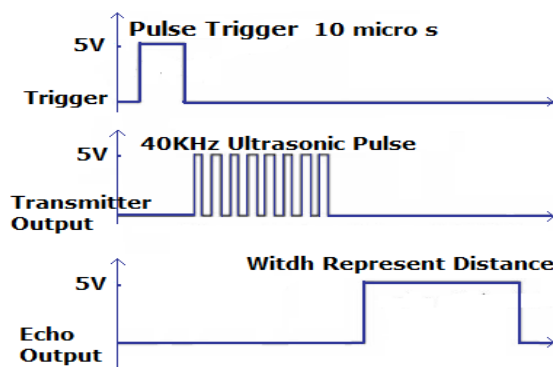 Pulse Trigger 10 micro s
5V
Trigger
40KHz Ultrasonic Pulse
5V
Transmitter
Output
Witdh Represent Distance
5V
Echo
Output